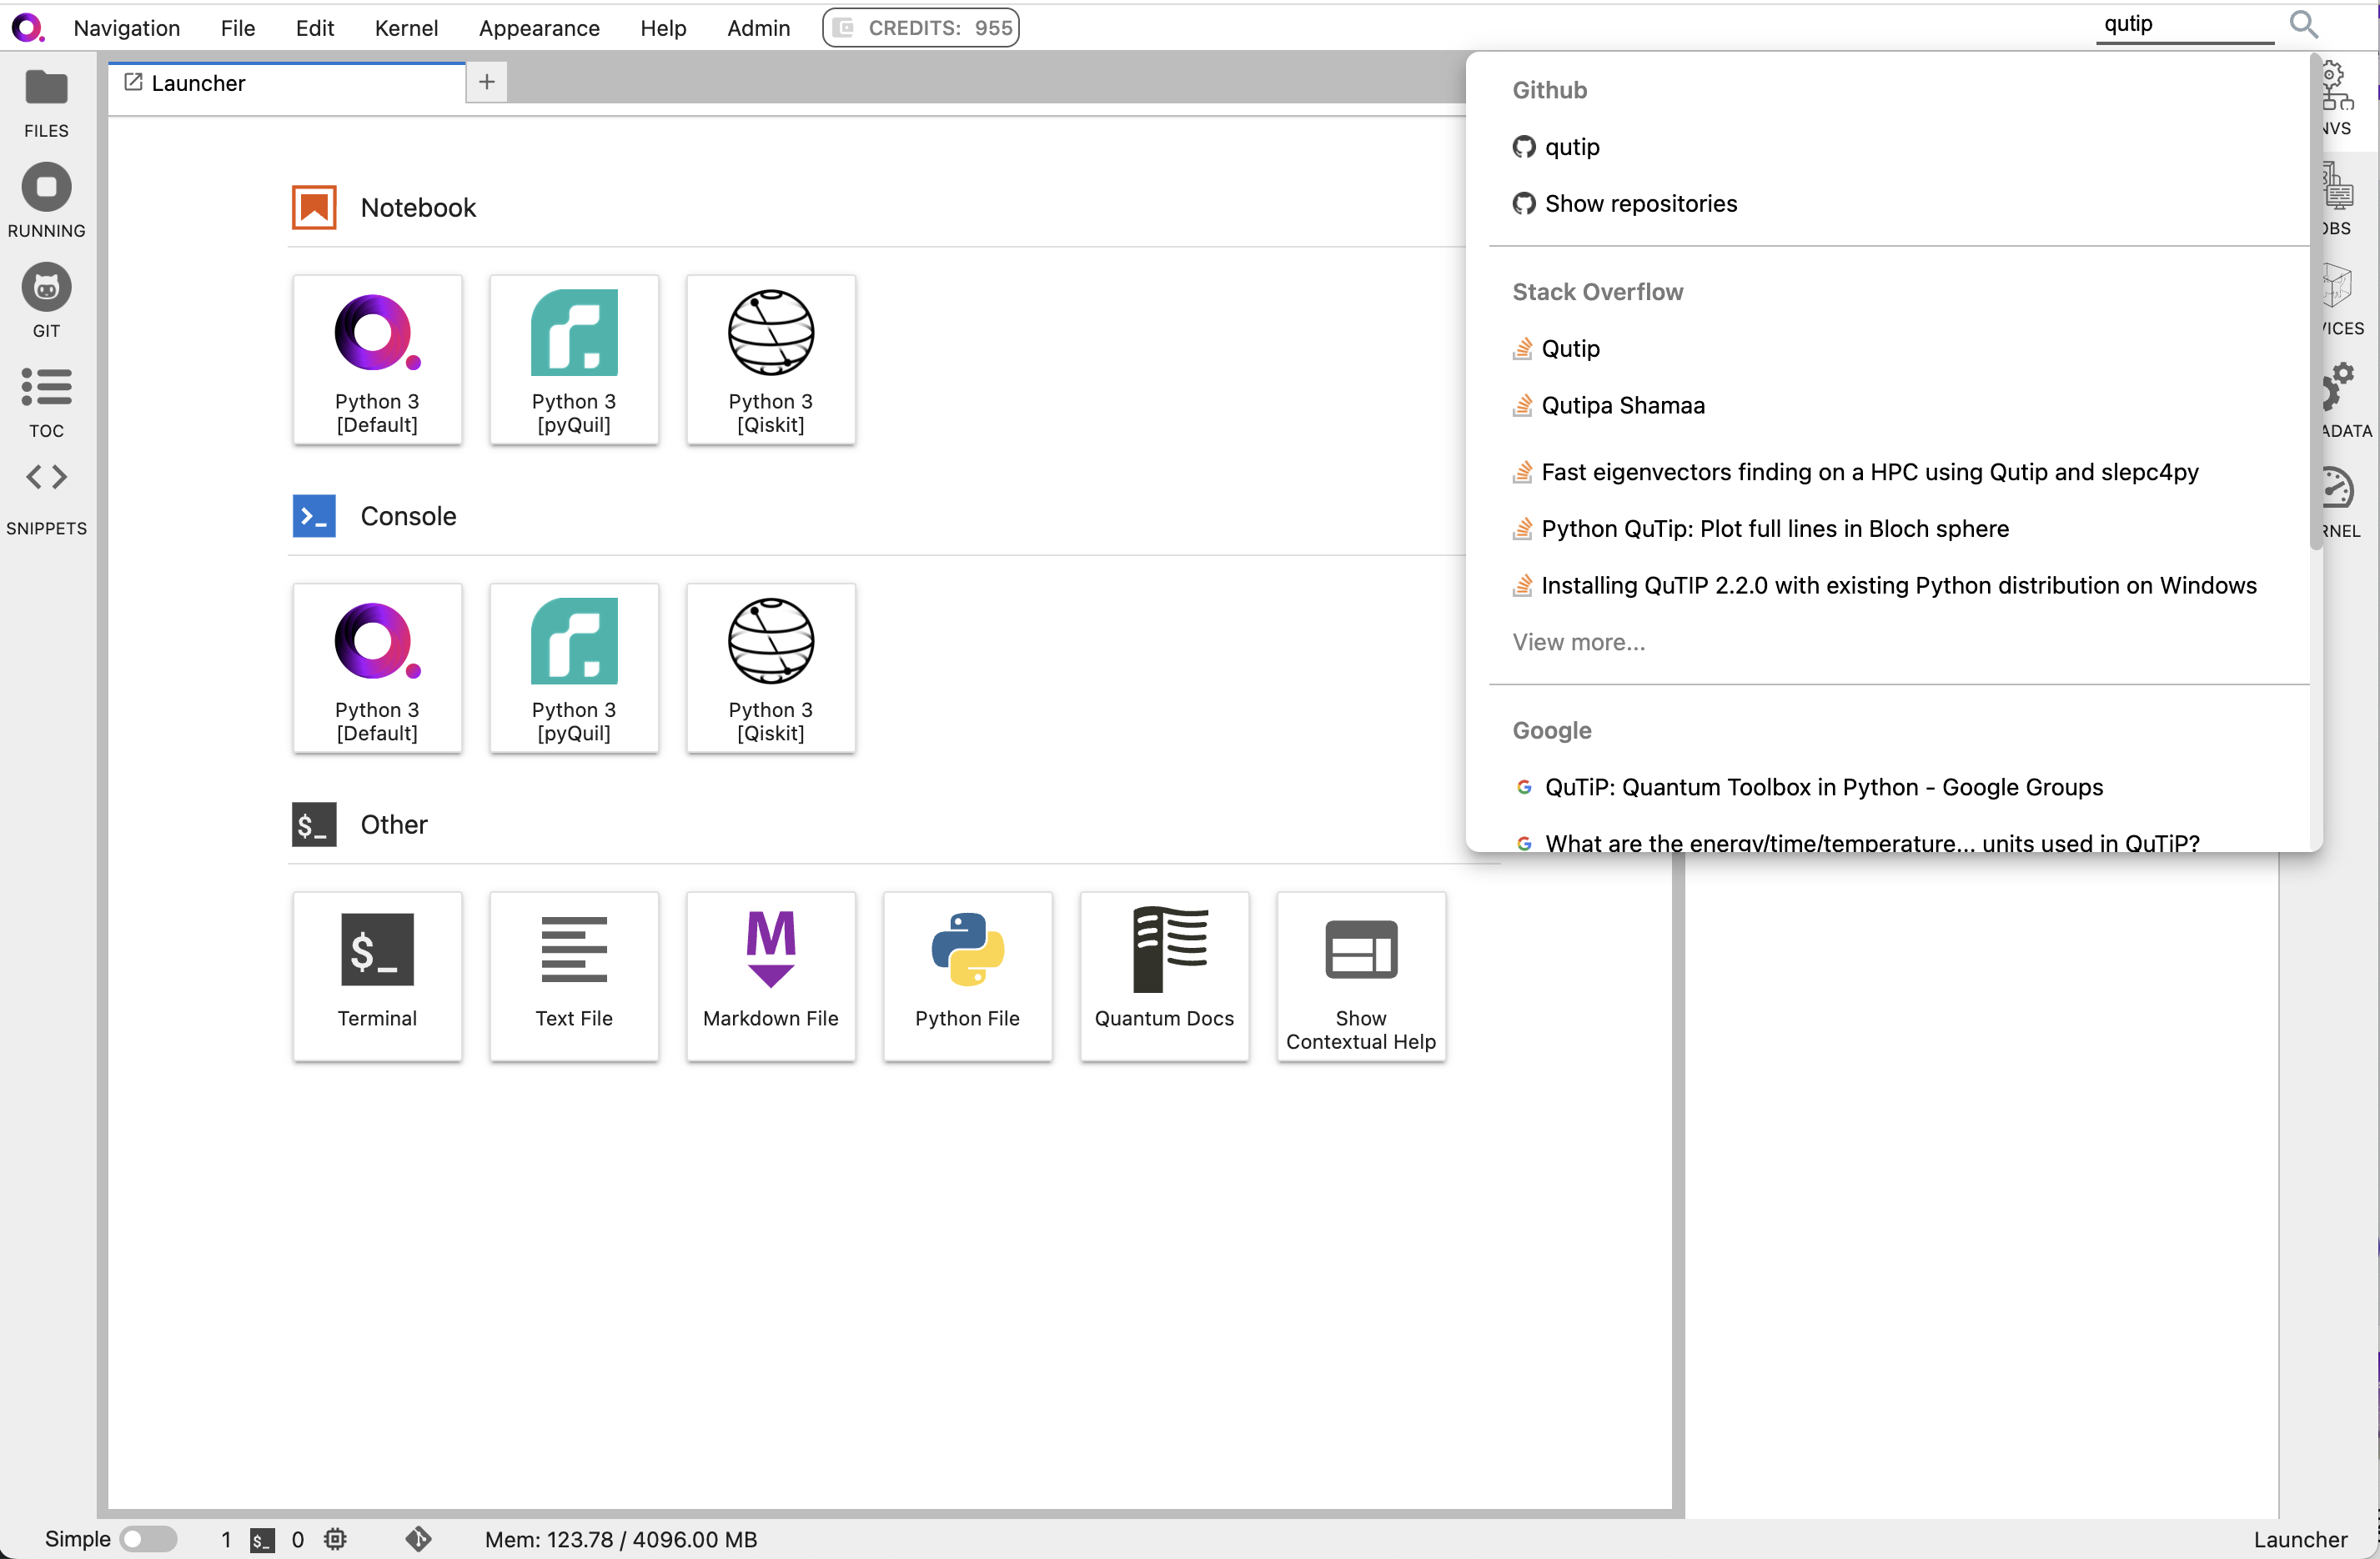 Navigation File Edit Kernel Appearance Help Admin CREDITS: 955 qutip
Launcher
FILES
RUNNING
GIT
TOC
SNIPPETS
Notebook
Python 3
[Default]
Python 3
[pyQuil]
Python 3
[Qiskit]
Console
Python 3
[Default]
Python 3
[pyQuil]
Python 3
[Qiskit]
$_ Other
$_
Terminal
Text File
Markdown File
Python File
Quantum Docs
Show
Contextual Help
Github
qutip
Show repositories
Stack Overflow
Qutip
Qutipa Shamaa
Fast eigenvectors finding on a HPC using Qutip and slepc4py
Python QuTip: Plot full lines in Bloch sphere
Installing QuTIP 2.2.0 with existing Python distribution on Windows
View more...
Google
QuTiP: Quantum Toolbox in Python - Google Groups
What are the energy/time/temperature... units used in QuTiP?
Simple 1 $_ 0 Mem: 123.78 / 4096.00 MB Launcher